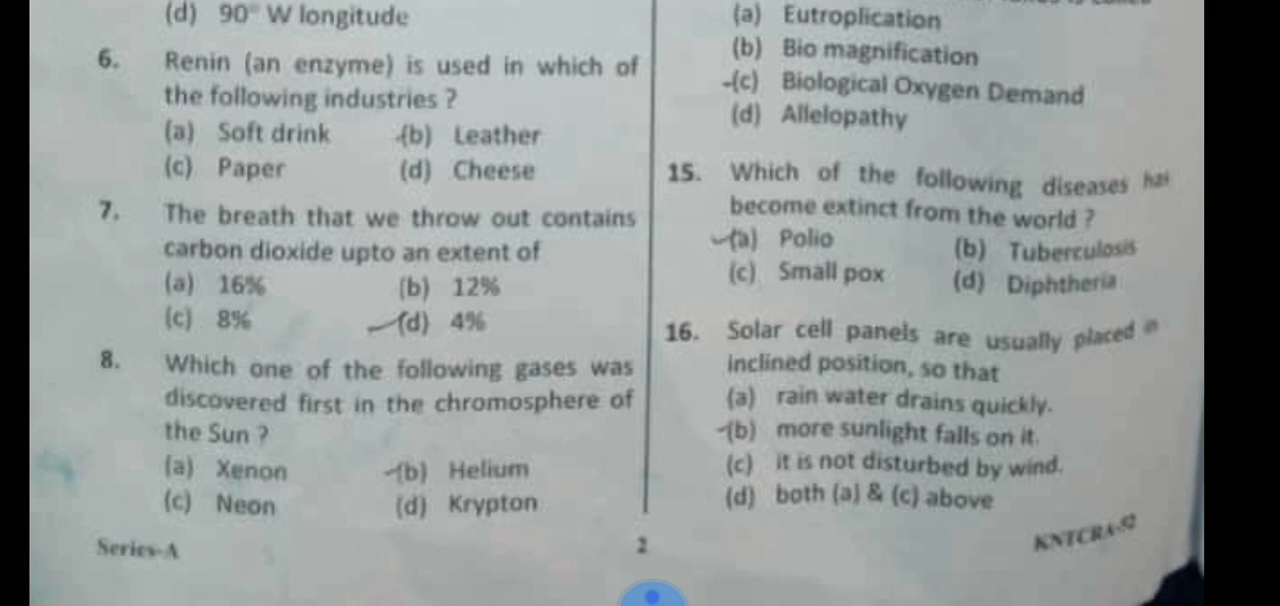 (d) 90° W longitude
6. Renin (an enzyme) is used in which of
the following industries ?
(a) Soft drink (b) Leather
(c) Paper (d) Cheese
7. The breath that we throw out contains
carbon dioxide upto an extent of
(a) 16% (b) 12%
(c) 8% (d) 4%
8. Which one of the following gases was
discovered first in the chromosphere of
the Sun ?
(a) Xenon (b) Helium
(c) Neon (d) Krypton
(a) Eutroplication
(b) Bio magnification
(c) Biological Oxygen Demand
(d) Allelopathy
15. Which of the following diseases has
become extinct from the world ?
(a) Polio (b) Tuberculosis
(c) Small pox (d) Diphtheria
16. Solar cell panels are usually placed in
inclined position, so that
(a) rain water drains quickly.
(b) more sunlight falls on it.
(c) it is not disturbed by wind.
(d) both (a) & (c) above
Series-A 2 KNTCRA-52